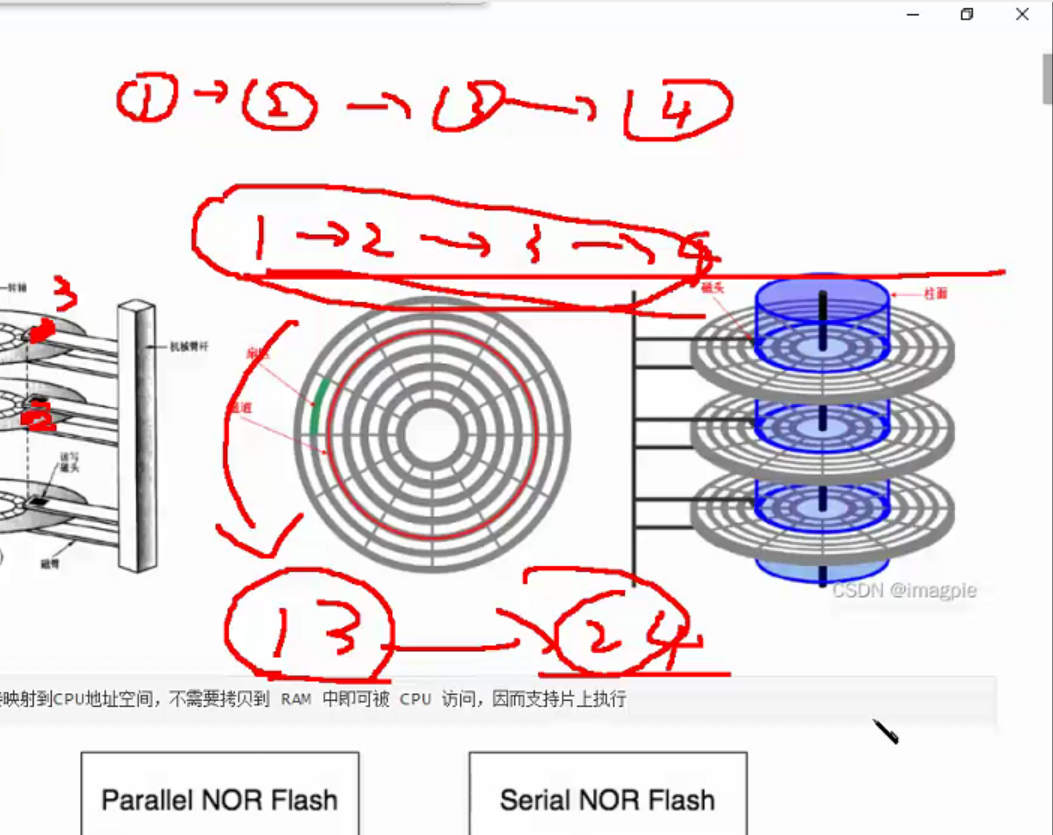 ① → ② → ③ → ④
1 → 2 → 3 → 4
转轴
3
磁头
柱面
机械臂杆
扇区
2
磁道
读写
磁头
磁臂
13 → 24
CSDN @imagpie
映射到CPU地址空间，不需要拷贝到 RAM 中即可被 CPU 访问，因而支持片上执行
Parallel NOR Flash
Serial NOR Flash